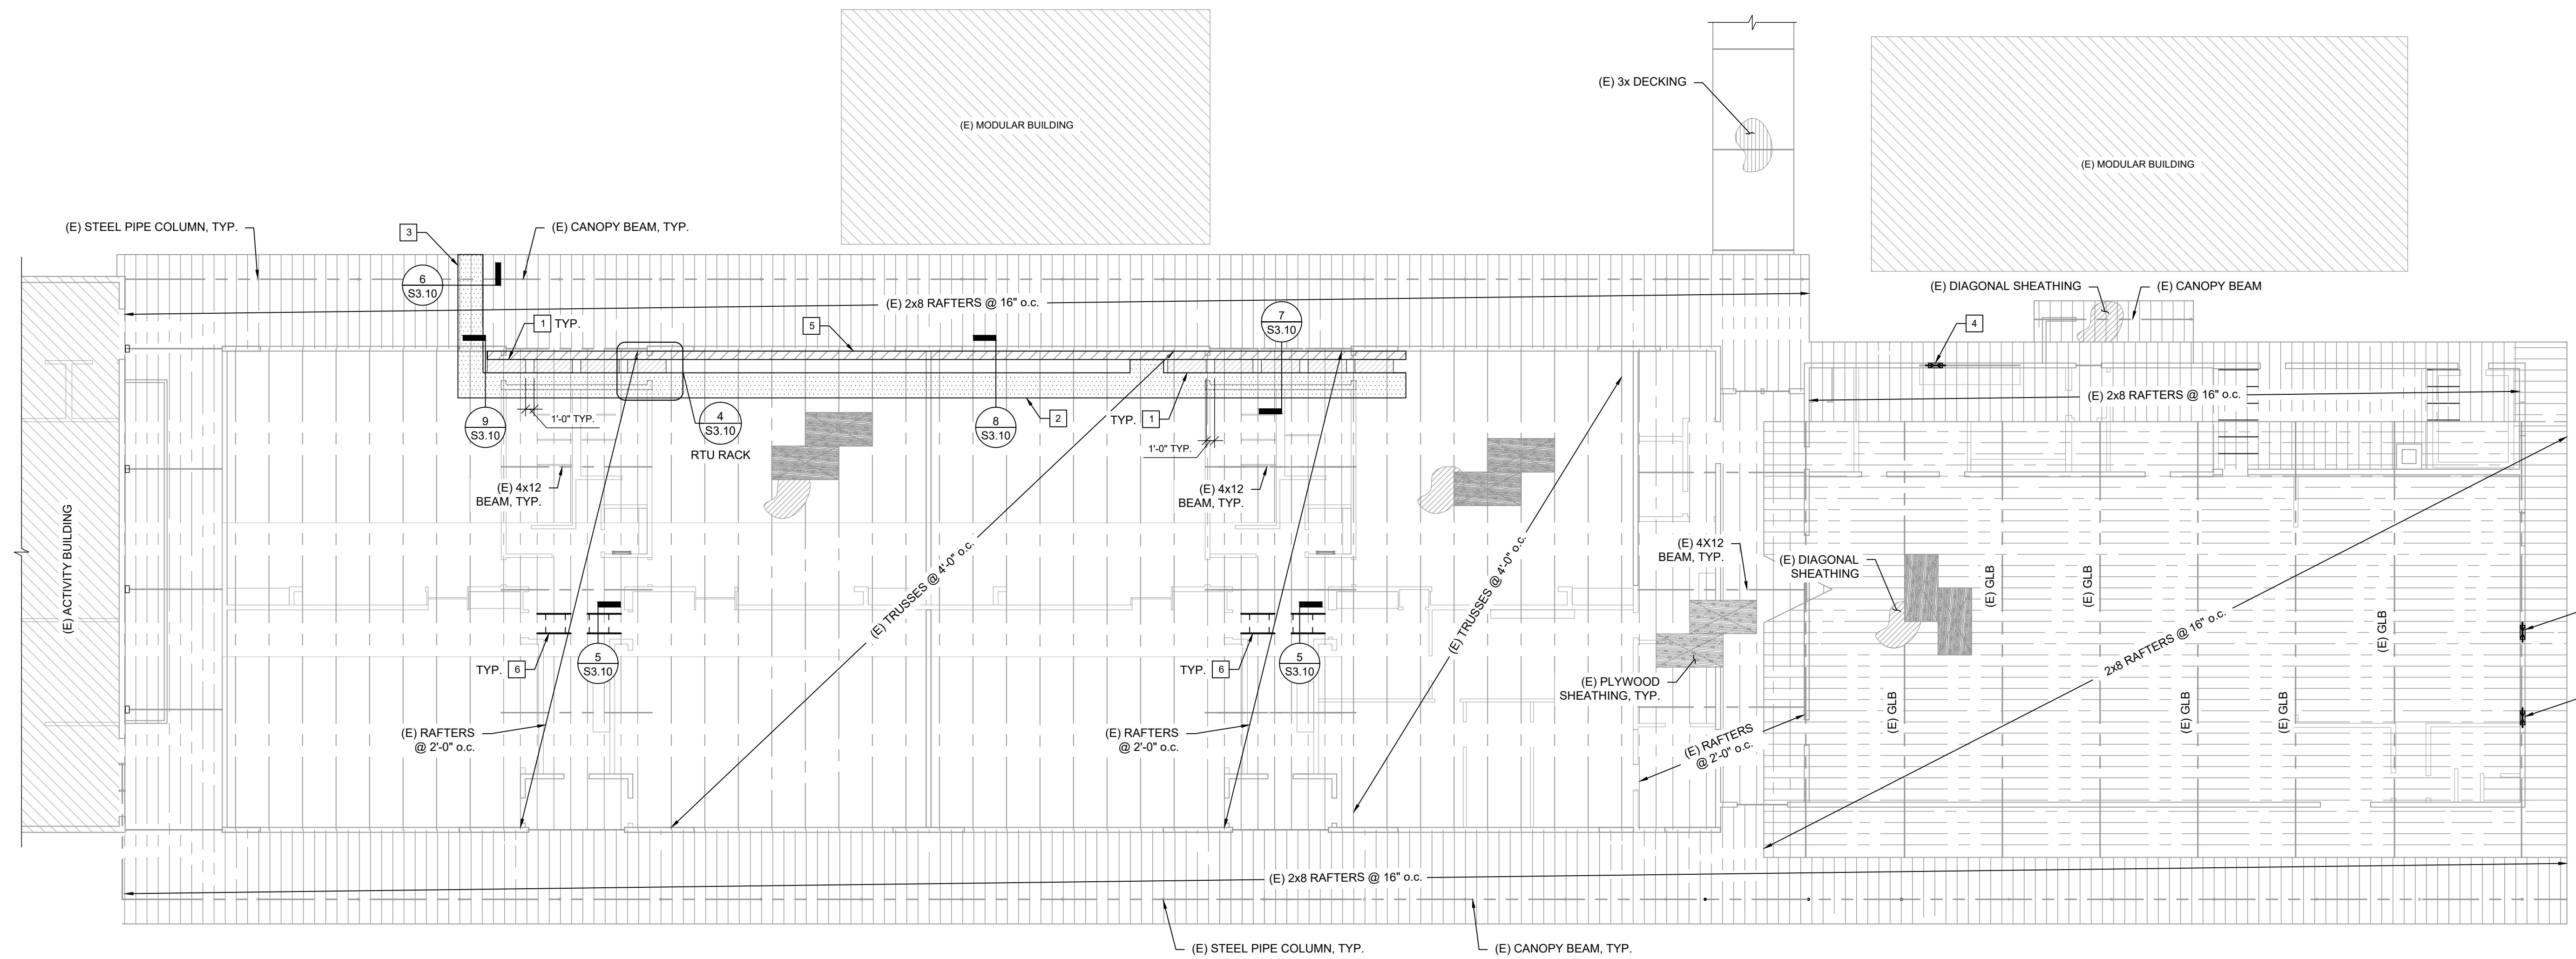 (E) 3x DECKING
(E) MODULAR BUILDING
(E) MODULAR BUILDING
(E) STEEL PIPE COLUMN, TYP.
3
(E) CANOPY BEAM, TYP.
6
S3.10
(E) 2x8 RAFTERS @ 16" o.c.
(E) DIAGONAL SHEATHING
(E) CANOPY BEAM
1 TYP.
5
7
S3.10
4
(E) 2x8 RAFTERS @ 16" o.c.
9
S3.10
1'-0" TYP.
4
S3.10
RTU RACK
8
S3.10
2
TYP. 1
1'-0" TYP.
(E) 4x12
BEAM, TYP.
(E) 4x12
BEAM, TYP.
(E) ACTIVITY BUILDING
(E) TRUSSES @ 4'-0" o.c.
(E) TRUSSES @ 4'-0" o.c.
(E) 4X12
BEAM, TYP.
(E) DIAGONAL
SHEATHING
(E) GLB
(E) GLB
(E) GLB
2x8 RAFTERS @ 16" o.c.
TYP. 6
5
S3.10
TYP. 6
5
S3.10
(E) PLYWOOD
SHEATHING, TYP.
(E) GLB
(E) GLB
(E) GLB
(E) RAFTERS
@ 2'-0" o.c.
(E) RAFTERS
@ 2'-0" o.c.
(E) RAFTERS
@ 2'-0" o.c.
(E) 2x8 RAFTERS @ 16" o.c.
(E) STEEL PIPE COLUMN, TYP.
(E) CANOPY BEAM, TYP.